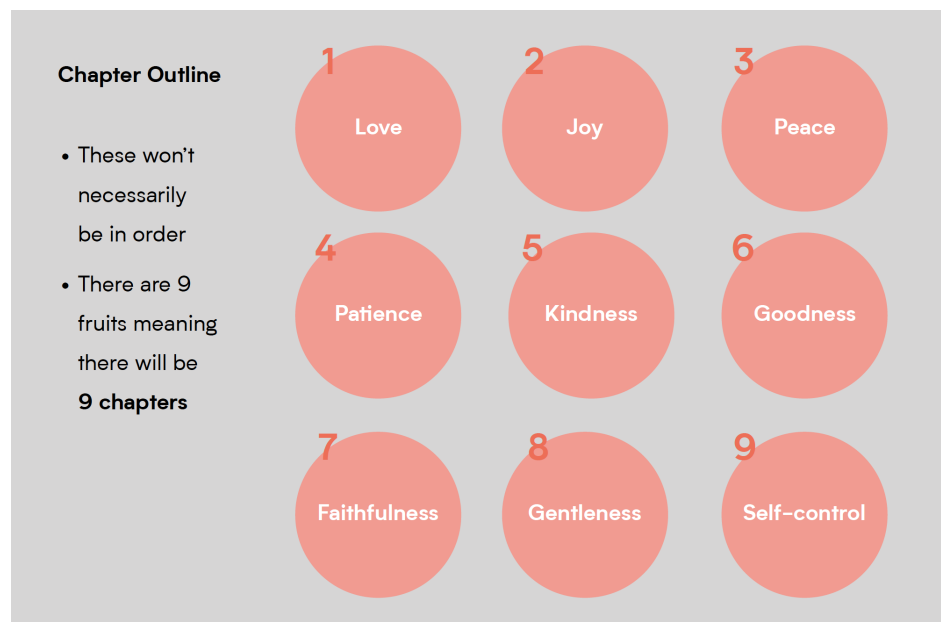 Chapter Outline
• These won't
necessarily
be in order
• There are 9
fruits meaning
there will be
9 chapters
1
Love
2
Joy
3
Peace
4
Patience
5
Kindness
6
Goodness
7
Faithfulness
8
Gentleness
9
Self-control